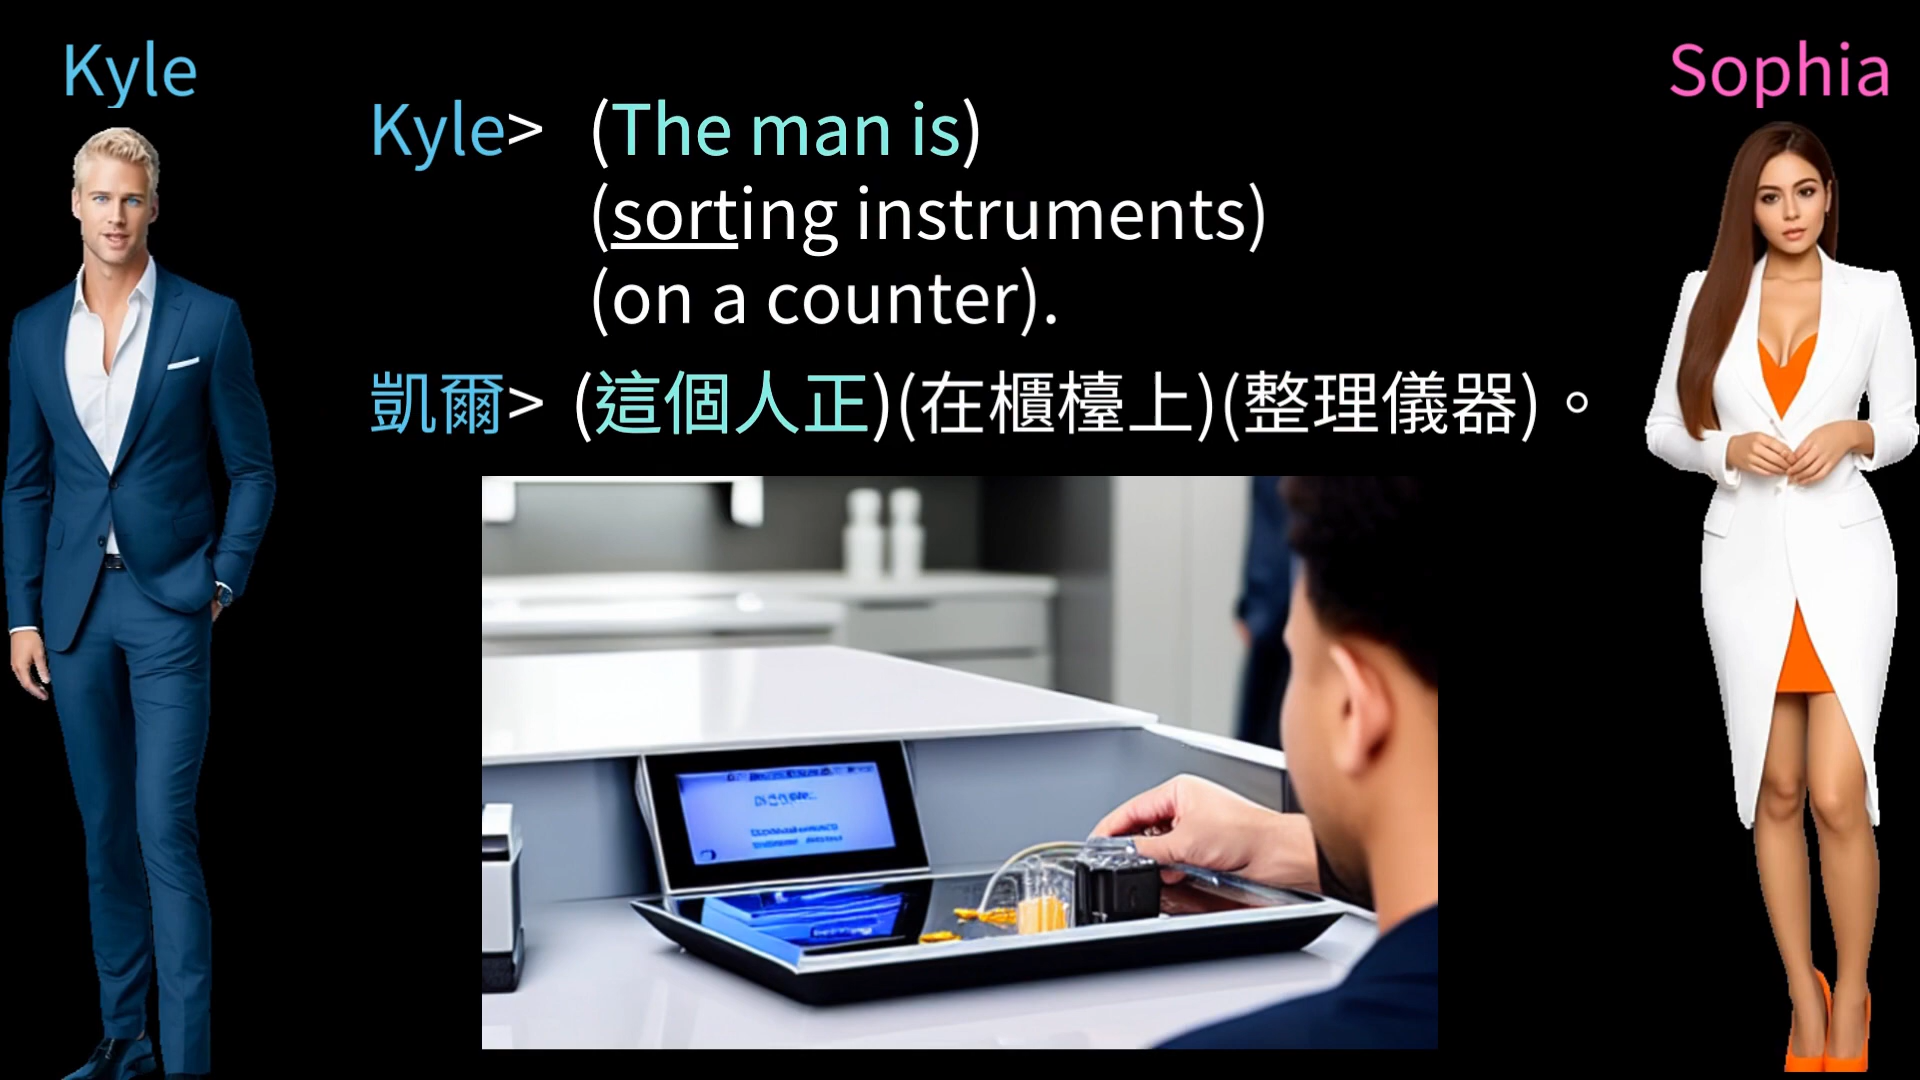 Kyle
Sophia
Kyle> (The man is)
(sorting instruments)
(on a counter).
凱爾> (這個人正)(在櫃檯上)(整理儀器)。